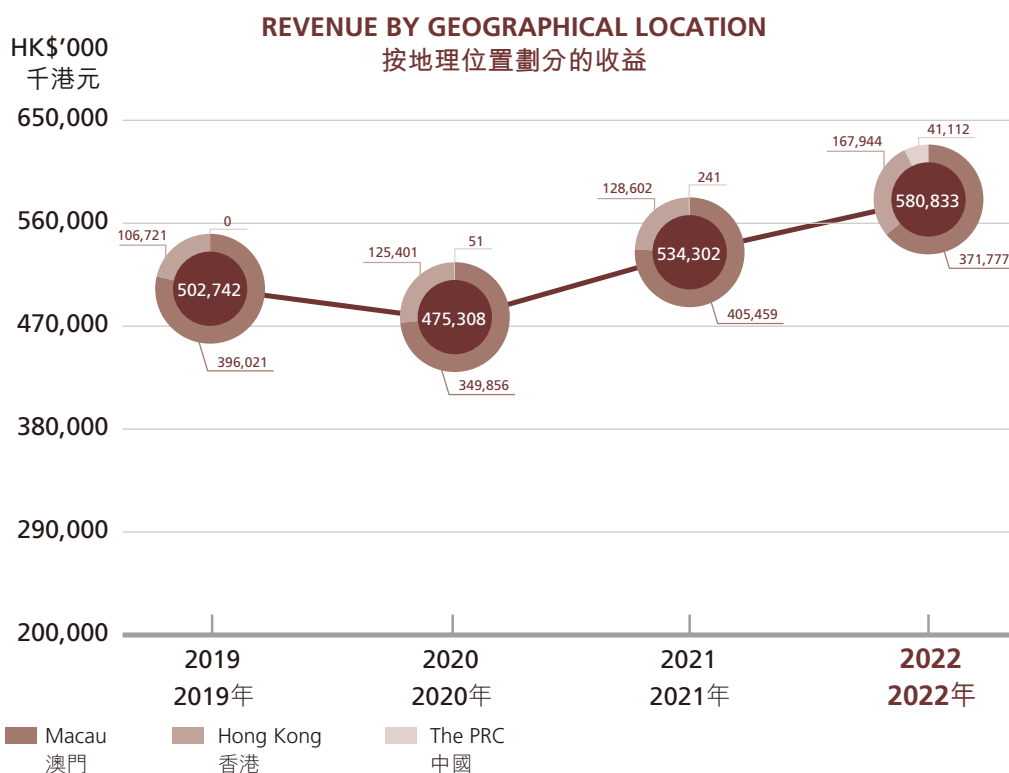 REVENUE BY GEOGRAPHICAL LOCATION
按地理位置劃分的收益
HK$'000
千港元
650,000
560,000
470,000
380,000
290,000
200,000
106,721
0
502,742
396,021
125,401
51
475,308
349,856
128,602
241
534,302
405,459
167,944
41,112
580,833
371,777
2019
2019年
2020
2020年
2021
2021年
2022
2022年
Macau
澳門
Hong Kong
香港
The PRC
中國